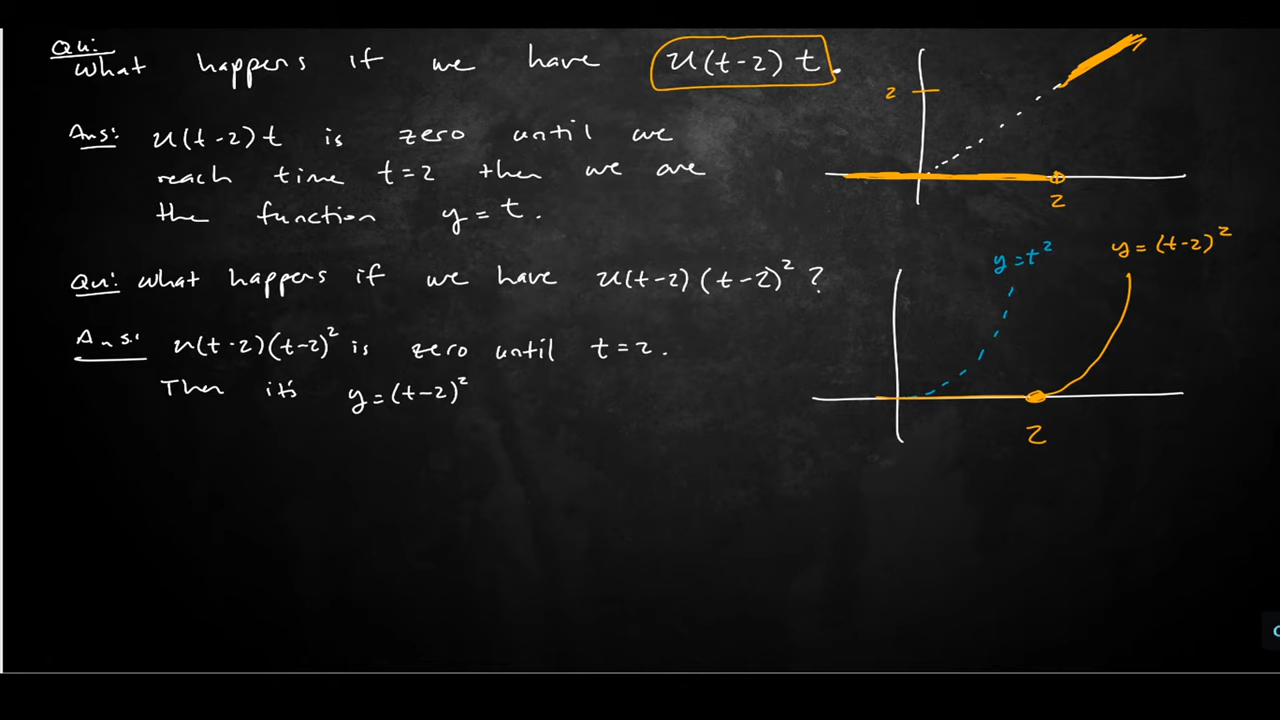 Qu:
What happens if we have u(t-2) t.
2
Ans: u(t-2)t is zero until we
reach time t=2 then we are
the function y = t.
2
Qu: What happens if we have u(t-2)(t-2)² ?
y=t²
y=(t-2)²
Ans: u(t-2)(t-2)² is zero until t=2.
Then it's y=(t-2)²
2